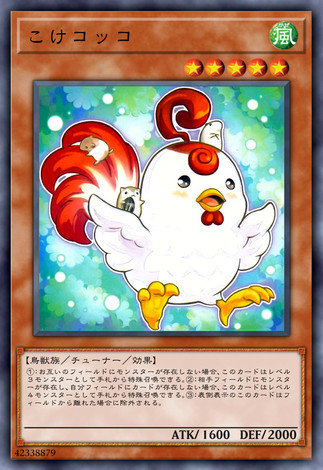 こけコッコ
風
【鳥獣族／チューナー／効果】
①:お互いのフィールドにモンスターが存在しない場合、このカードはレベル
３モンスターとして手札から特殊召喚できる。②:相手フィールドにモンスタ
ーが存在し、自分フィールドにカードが存在しない場合、このカードはレベル
４モンスターとして手札から特殊召喚できる。③:表側表示のこのカードはフ
ィールドから離れた場合に除外される。
ATK/1600 DEF/2000
42338879